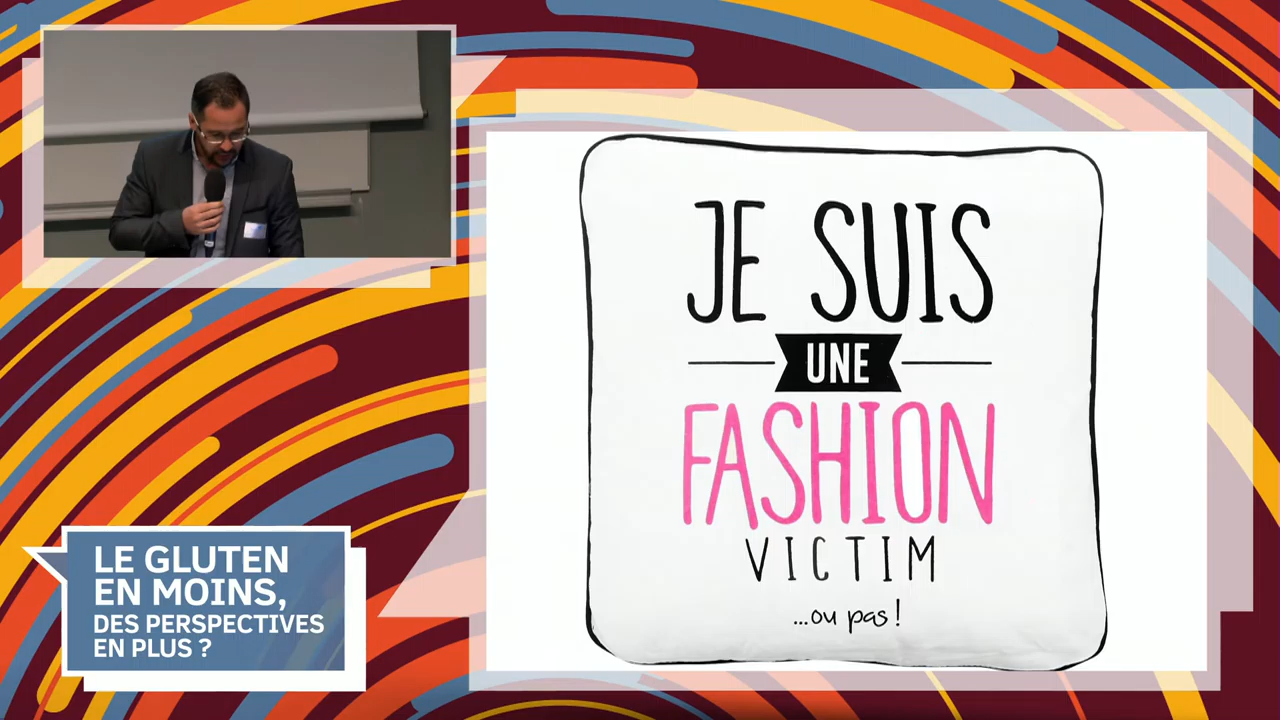 JE SUIS
UNE
FASHION
VICTIM
...ou pas !
LE GLUTEN
EN MOINS,
DES PERSPECTIVES
EN PLUS ?